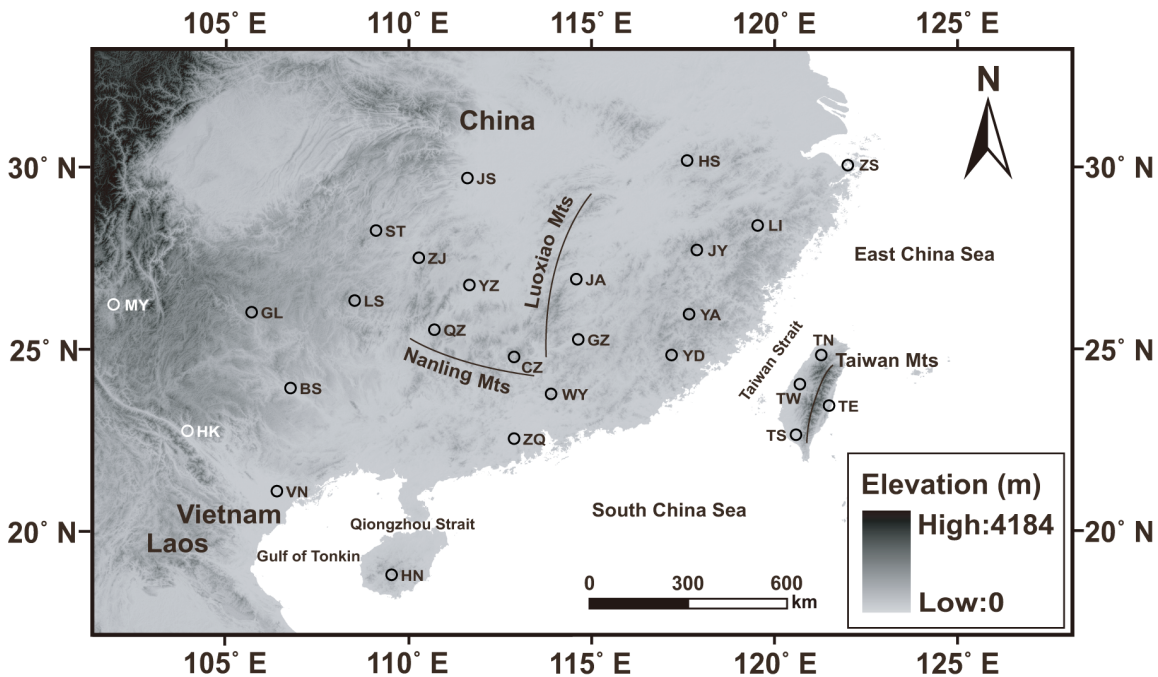 105° E 110° E 115° E 120° E 125° E
N
China
30° N
HS
ZS
30° N
JS
Luoxiao Mts
ST
LI
ZJ
JY
East China Sea
YZ
JA
MY
LS
GL
YA
QZ
GZ
Taiwan Strait
TN
25° N
YD
25° N
CZ
Nanling Mts
Taiwan Mts
BS
WY
TW
TE
HK
ZQ
TS
VN
Elevation (m)
Vietnam
South China Sea
High:4184
Qiongzhou Strait
20° N
20° N
Laos
Gulf of Tonkin
HN
0 300 600
km
Low:0
105° E 110° E 115° E 120° E 125° E